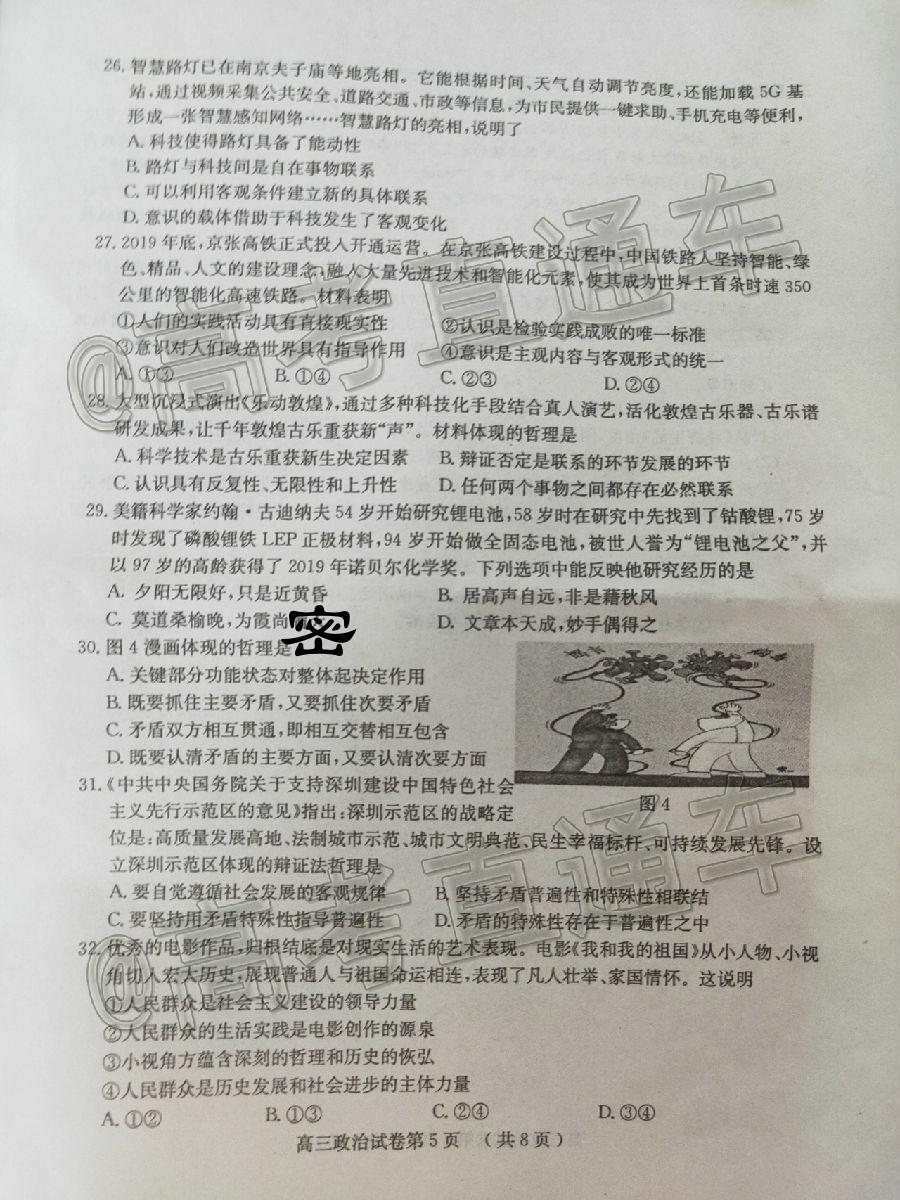 26. 智慧路灯已在南京夫子庙等地亮相。它能根据时间、天气自动调节亮度，还能加载 5G 基
站，通过视频采集公共安全、道路交通、市政等信息，为市民提供一键求助、手机充电等便利，
形成一张智慧感知网络……智慧路灯的亮相，说明了
A. 科技使得路灯具备了能动性
B. 路灯与科技间是自在事物联系
C. 可以利用客观条件建立新的具体联系
D. 意识的载体借助于科技发生了客观变化
27. 2019 年底，京张高铁正式投入开通运营。在京张高铁建设过程中，中国铁路人坚持智能、绿
色、精品、人文的建设理念，融入大量先进技术和智能化元素，使其成为世界上首条时速 350
公里的智能化高速铁路。材料表明
①人们的实践活动具有直接现实性 ②认识是检验实践成败的唯一标准
③意识对人们改造世界具有指导作用 ④意识是主观内容与客观形式的统一
A. ①③ B. ①④ C. ②③ D. ②④
28. 大型沉浸式演出《乐动敦煌》，通过多种科技化手段结合真人演艺，活化敦煌古乐器、古乐谱
研发成果，让千年敦煌古乐重获新“声”。材料体现的哲理是
A. 科学技术是古乐重获新生决定因素 B. 辩证否定是联系的环节发展的环节
C. 认识具有反复性、无限性和上升性 D. 任何两个事物之间都存在必然联系
29. 美籍科学家约翰·古迪纳夫 54 岁开始研究锂电池，58 岁时在研究中先找到了钴酸锂，75 岁
时发现了磷酸锂铁 LEP 正极材料，94 岁开始做全固态电池，被世人誉为“锂电池之父”，并
以 97 岁的高龄获得了 2019 年诺贝尔化学奖。下列选项中能反映他研究经历的是
A. 夕阳无限好，只是近黄昏 B. 居高声自远，非是藉秋风
C. 莫道桑榆晚，为霞尚 D. 文章本天成，妙手偶得之
密
30. 图 4 漫画体现的哲理是
A. 关键部分功能状态对整体起决定作用
B. 既要抓住主要矛盾，又要抓住次要矛盾
C. 矛盾双方相互贯通，即相互交替相互包含
D. 既要认清矛盾的主要方面，又要认清次要方面
图 4
31. 《中共中央国务院关于支持深圳建设中国特色社会
主义先行示范区的意见》指出：深圳示范区的战略定
位是：高质量发展高地、法制城市示范、城市文明典范、民生幸福标杆、可持续发展先锋。设
立深圳示范区体现的辩证法哲理是
A. 要自觉遵循社会发展的客观规律 B. 坚持矛盾普遍性和特殊性相联结
C. 要坚持用矛盾特殊性指导普遍性 D. 矛盾的特殊性存在于普遍性之中
32. 优秀的电影作品，归根结底是对现实生活的艺术表现。电影《我和我的祖国》从小人物、小视
角切入宏大历史，展现普通人与祖国命运相连，表现了凡人壮举、家国情怀。这说明
①人民群众是社会主义建设的领导力量
②人民群众的生活实践是电影创作的源泉
③小视角方蕴含深刻的哲理和历史的恢弘
④人民群众是历史发展和社会进步的主体力量
A. ①② B. ①③ C. ②④ D. ③④
高三政治试卷第 5 页 （共 8 页）
@高考直通车
@高考直通车